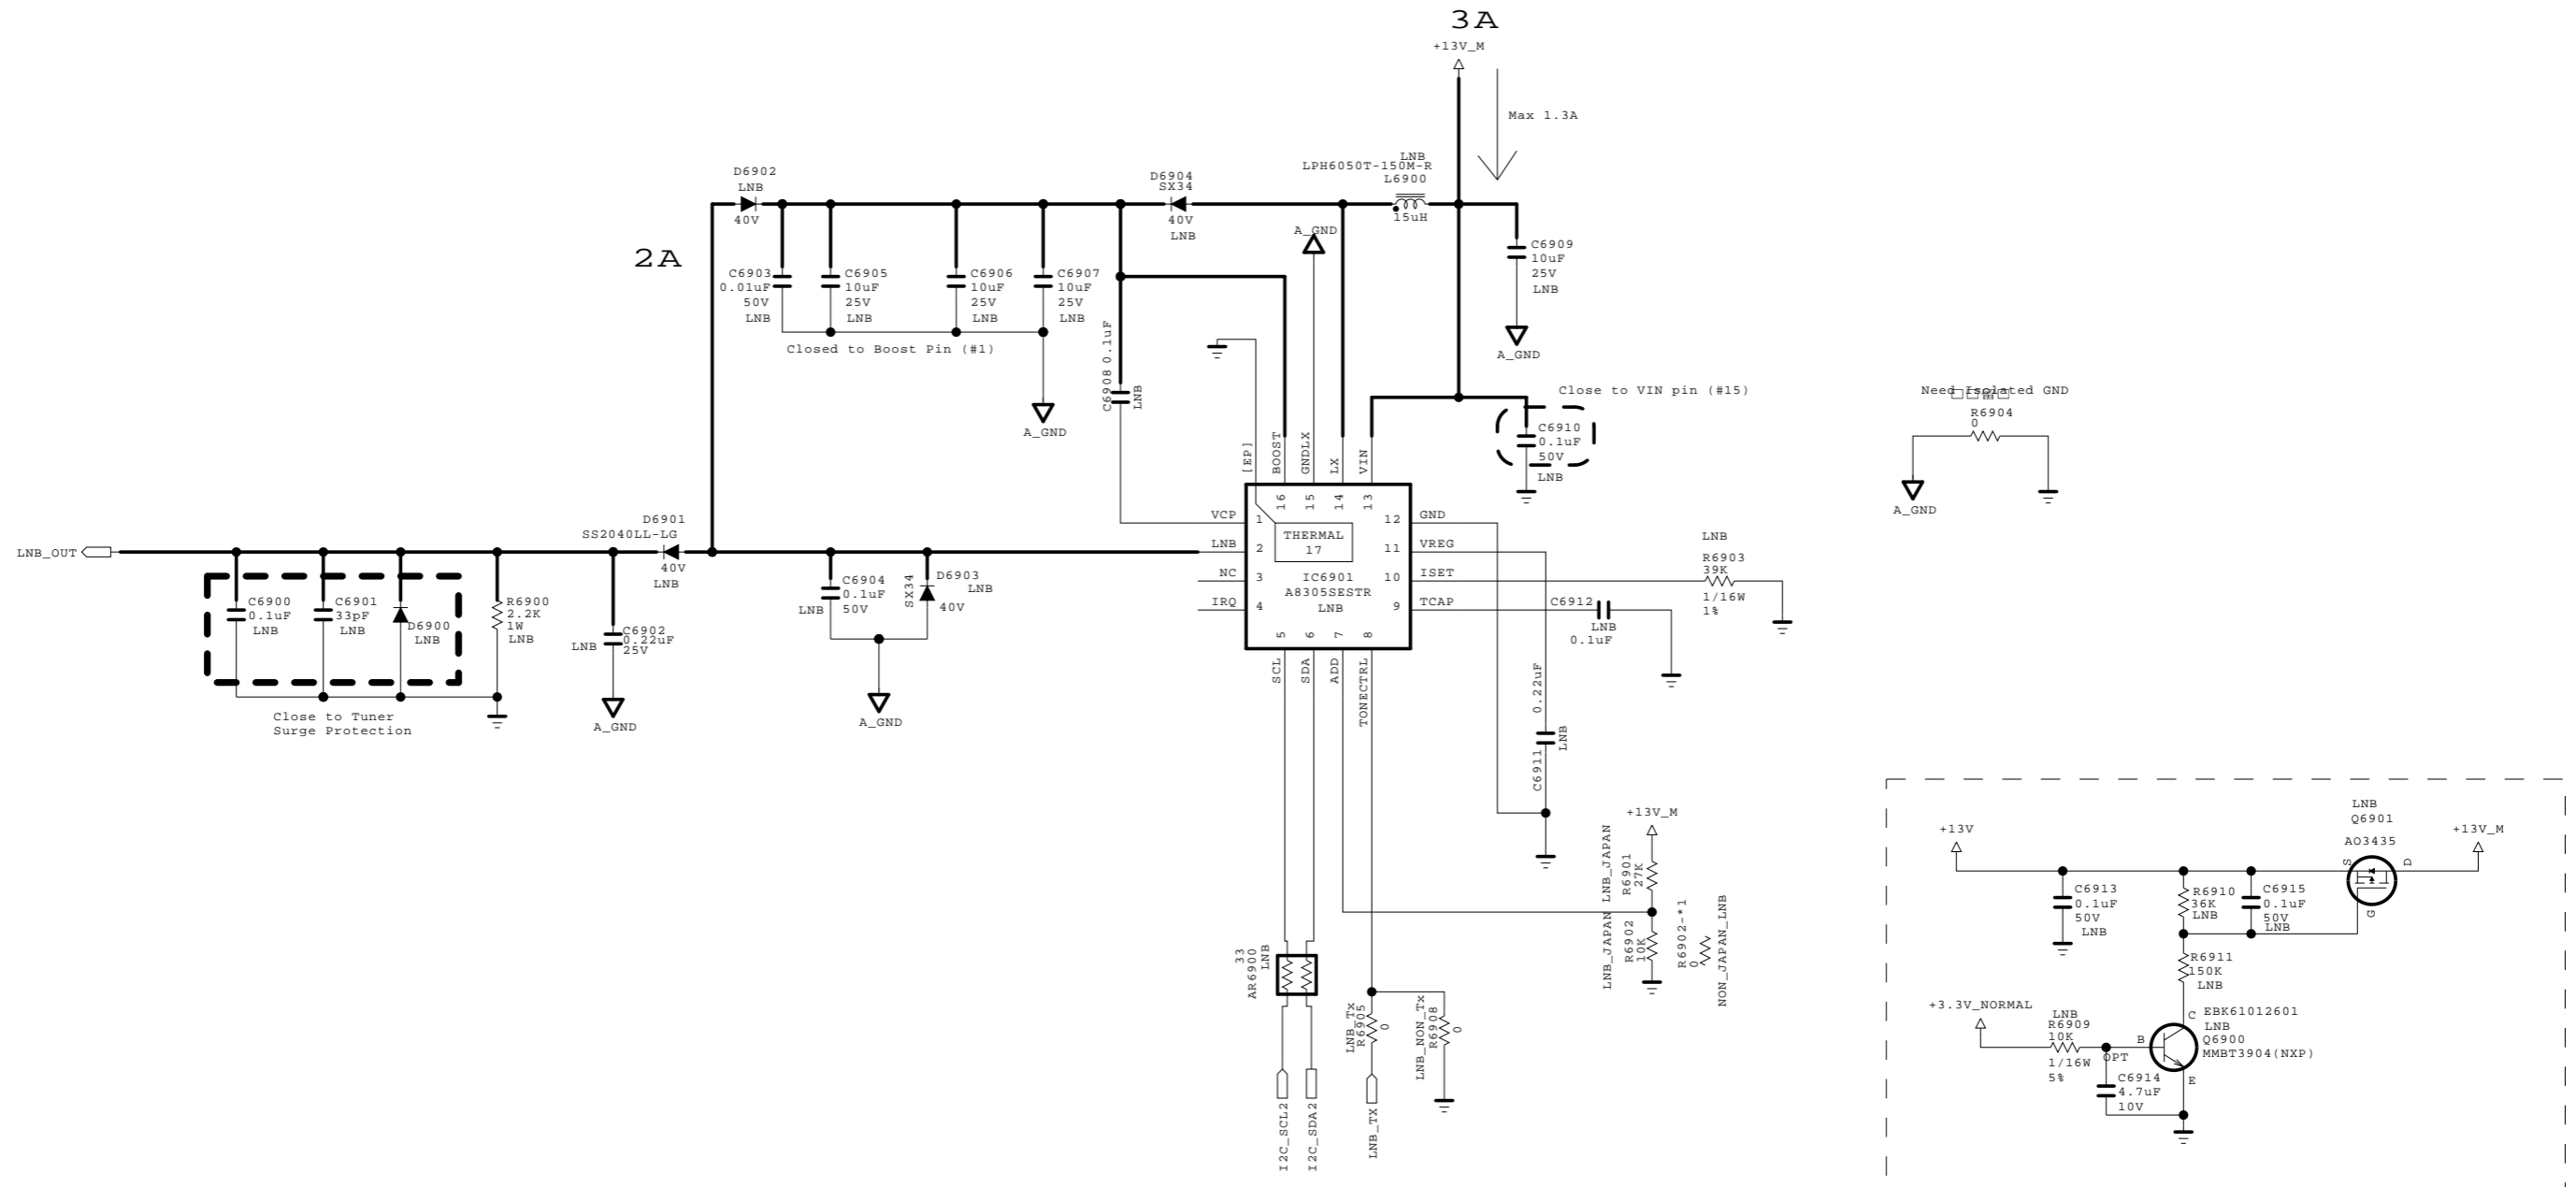 3A
+13V_M
Max 1.3A
LNB
LPH6050T-150M-R
L6900
15uH
D6902
LNB
40V
D6904
SX34
40V
LNB
2A
A_GND
C6903
0.01uF
50V
LNB
C6905
10uF
25V
LNB
C6906
10uF
25V
LNB
C6907
10uF
25V
LNB
Closed to Boost Pin (#1)
A_GND
C6908 0.1uF
LNB
C6909
10uF
25V
LNB
A_GND
Close to VIN pin (#15)
C6910
0.1uF
50V
LNB
Need Isolated GND
R6904
0
A_GND
[EP]
BOOST
GNDLX
LX
VIN
16
15
14
13
VCP
1
LNB
2
NC
3
IRQ
4
THERMAL
17
IC6901
A8305SESTR
LNB
12
GND
11
VREG
10
ISET
9
TCAP
5
6
7
8
SCL
SDA
ADD
TONECTRL
LNB
R6903
39K
1/16W
1%
C6912
LNB
0.1uF
0.22uF
C6911
LNB
LNB_OUT
D6901
SS2040LL-LG
40V
LNB
C6900
0.1uF
LNB
C6901
33pF
LNB
D6900
LNB
R6900
2.2K
1W
LNB
Close to Tuner
Surge Protection
LNB
C6902
0.22uF
25V
A_GND
C6904
0.1uF
50V
LNB
SX34
D6903
LNB
40V
A_GND
+13V_M
LNB_JAPAN
R6901
27K
LNB_JAPAN
R6902
10K
R6902-*1
0
NON_JAPAN_LNB
33
AR6900
LNB
LNB_Tx
R6905
0
LNB_NON_Tx
R6908
0
I2C_SCL2
I2C_SDA2
LNB_TX
LNB
Q6901
AO3435
+13V
+13V_M
S
D
G
C6913
0.1uF
50V
LNB
R6910
36K
LNB
C6915
0.1uF
50V
LNB
R6911
150K
LNB
+3.3V_NORMAL
LNB
R6909
10K
1/16W
5%
OPT
C6914
4.7uF
10V
B
C
E
EBK61012601
LNB
Q6900
MMBT3904(NXP)